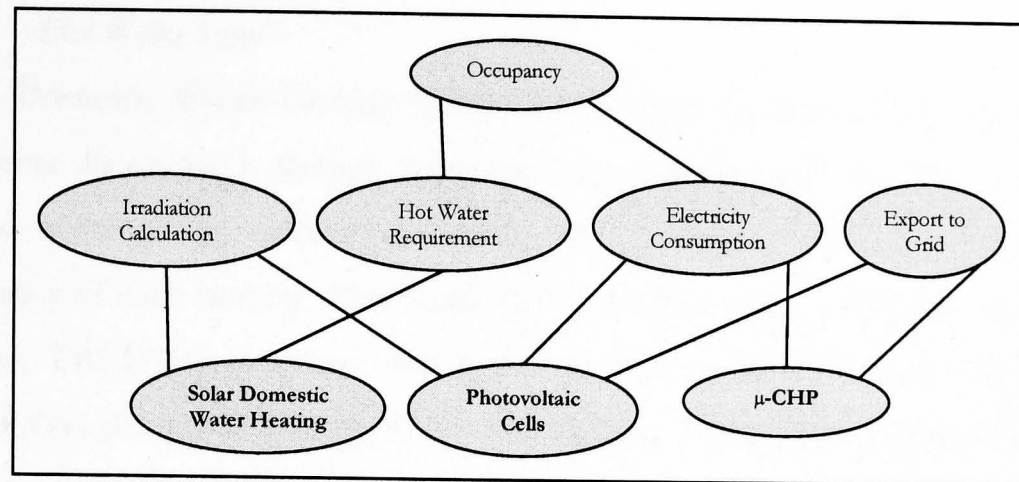 Occupancy
Irradiation
Calculation
Hot Water
Requirement
Electricity
Consumption
Export to
Grid
Solar Domestic
Water Heating
Photovoltaic
Cells
μ-CHP